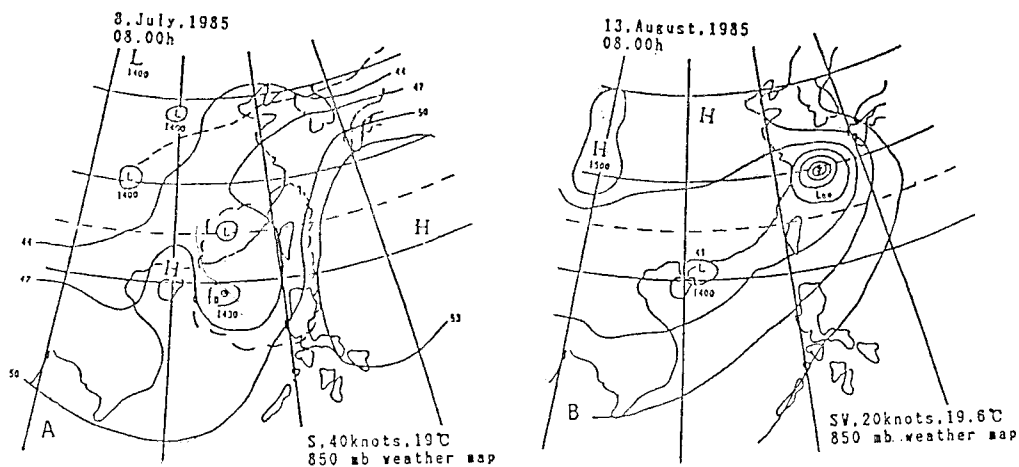 8.July.1985
08.00h
L
1400
44
47
50
L
1400
L
1400
H
L
44
47
H
1430
53
50
A
S,40knots,19℃
850 mb weather map
13.August,1985
08.00h
H
H
1500
Lee
41
L
1400
B
SW,20knots,19.6℃
850 mb weather map